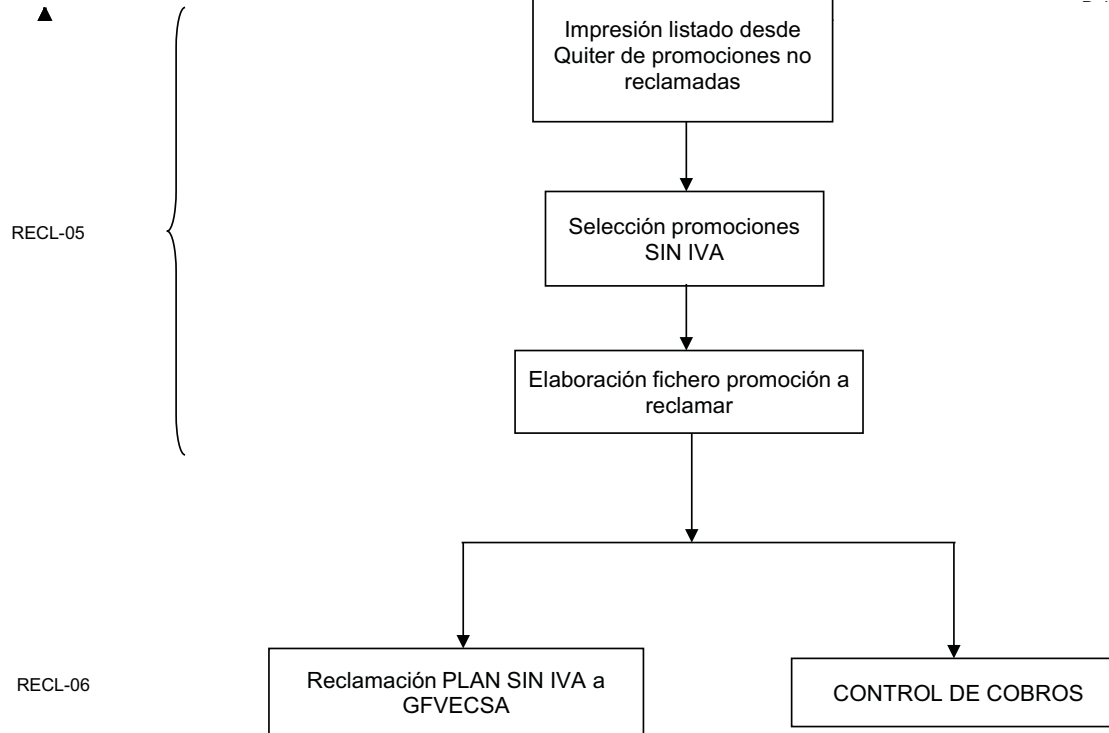 Impresión listado desde
Quiter de promociones no
reclamadas
RECL-05
Selección promociones
SIN IVA
Elaboración fichero promoción a
reclamar
RECL-06
Reclamación PLAN SIN IVA a
GFVECSA
CONTROL DE COBROS